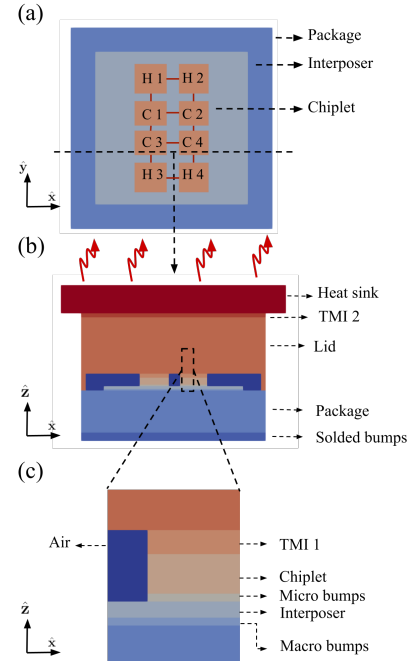 (a)
Package
Interposer
H 1 H 2
Chiplet
C 1 C 2
C 3 C 4
H 3 H 4
ŷ
x̂
(b)
Heat sink
TMI 2
Lid
ẑ
Package
x̂
Solded bumps
(c)
Air
TMI 1
Chiplet
Micro bumps
Interposer
ẑ
x̂
Macro bumps